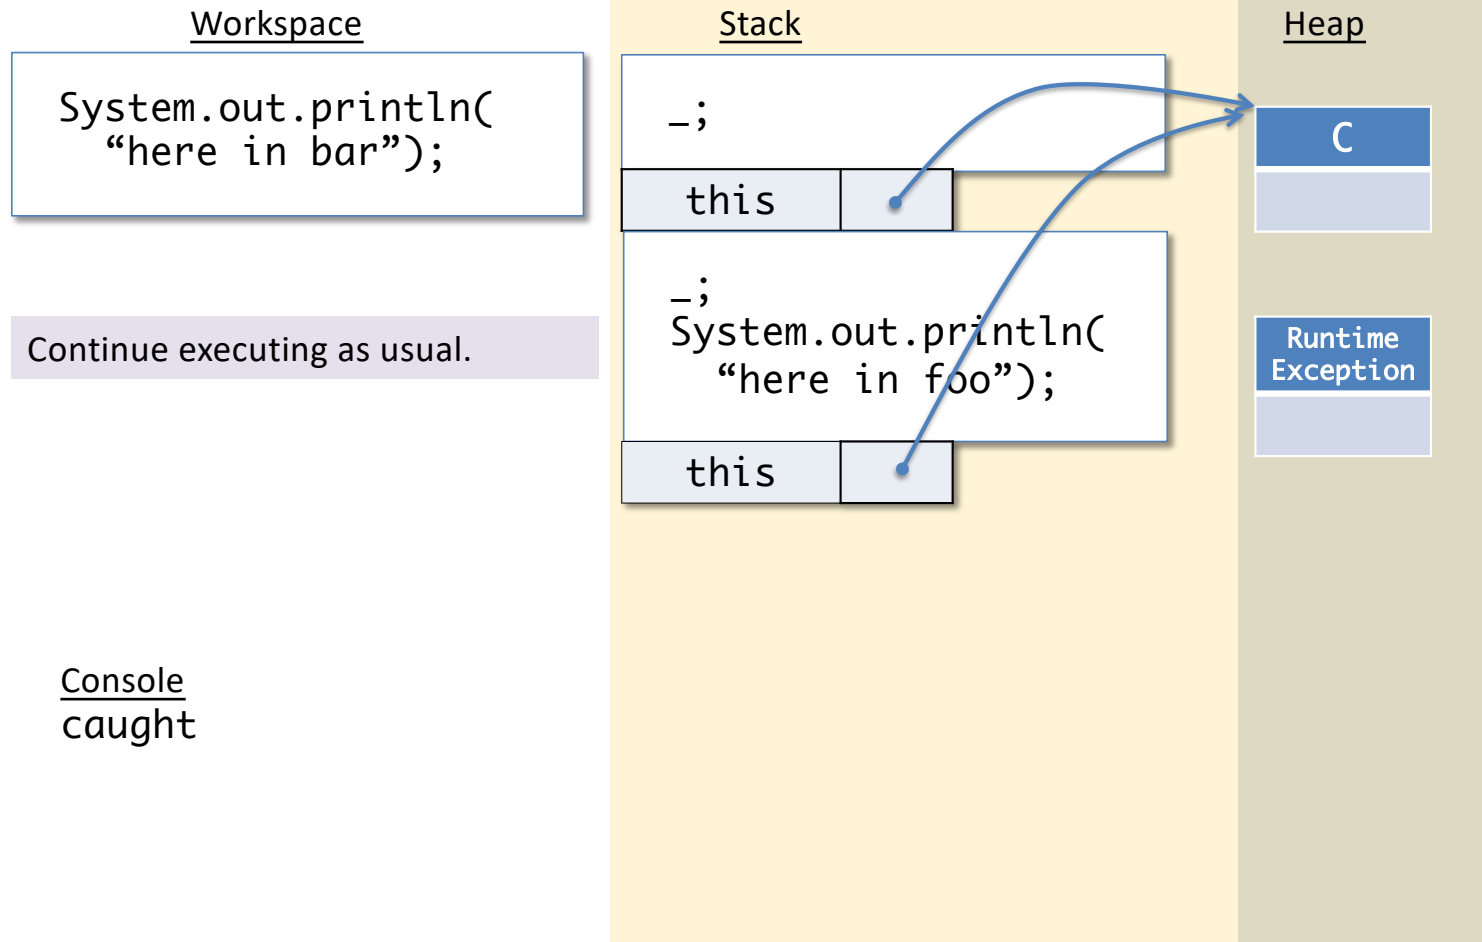 Workspace
System.out.println(
“here in bar”);
Continue executing as usual.
Console
caught
Stack
_;
this
_;
System.out.println(
“here in foo”);
this
Heap
C
Runtime
Exception